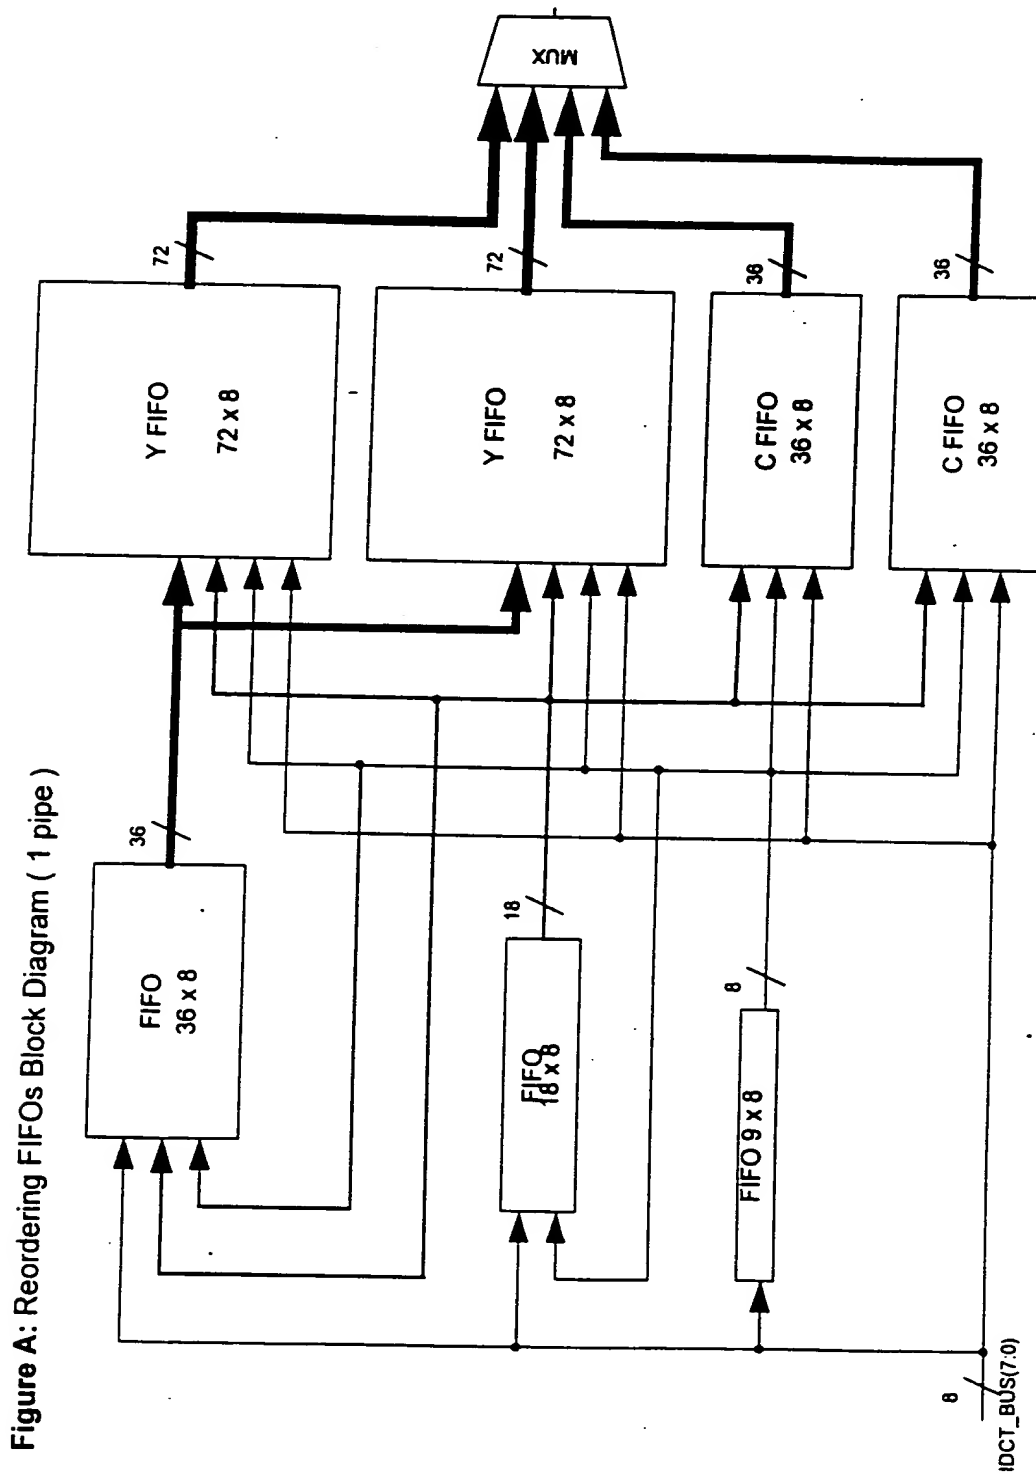 Figure A: Reordering FIFOs Block Diagram ( 1 pipe )
FIFO
36 x 8
36
Y FIFO
72 x 8
72
FIFO
18 x 8
18
Y FIFO
72 x 8
72
MUX
FIFO 9 x 8
8
C FIFO
36 x 8
36
C FIFO
36 x 8
36
8
IDCT_BUS(7:0)